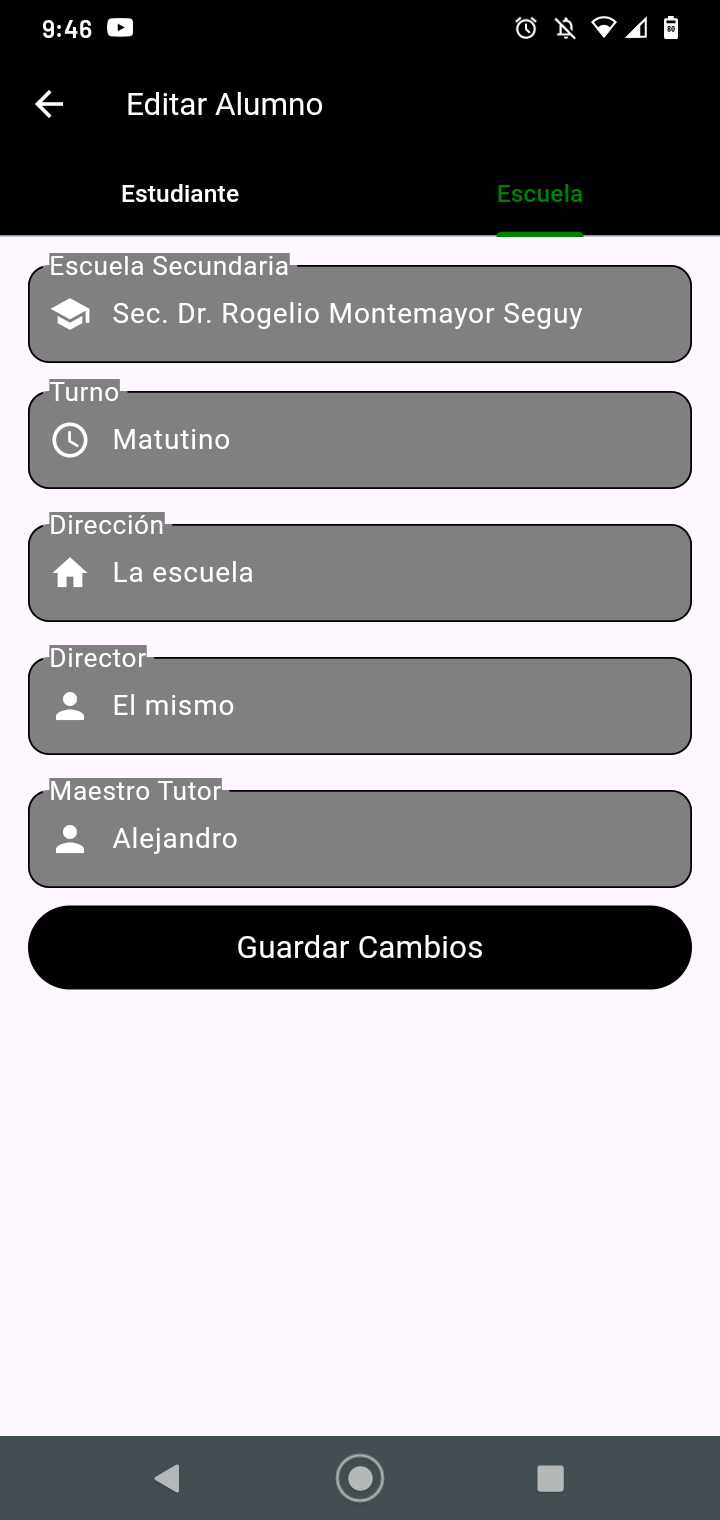 9:46
80
Editar Alumno
Estudiante
Escuela
Escuela Secundaria
Sec. Dr. Rogelio Montemayor Seguy
Turno
Matutino
Dirección
La escuela
Director
El mismo
Maestro Tutor
Alejandro
Guardar Cambios